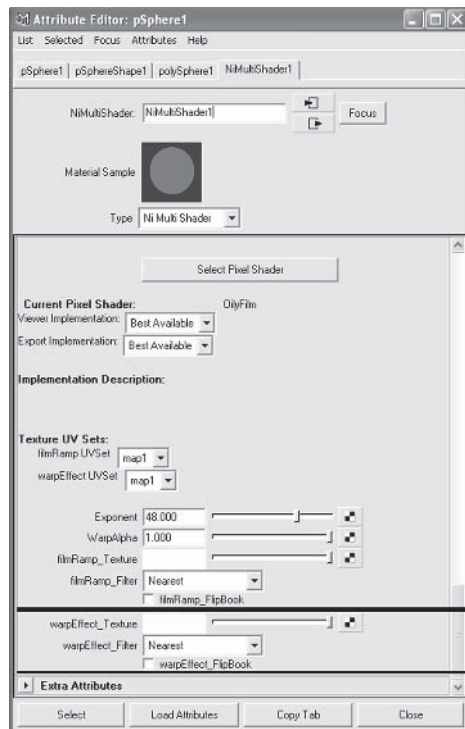 Attribute Editor: pSphere1
List Selected Focus Attributes Help
pSphere1 pSphereShape1 polySphere1 NiMultiShader1
NiMultiShader: NiMultiShader1
Focus
Material Sample
Type Ni Multi Shader
Select Pixel Shader
Current Pixel Shader: OilyFilm
Viewer Implementation: Best Available
Export Implementation: Best Available
Implementation Description:
Texture UV Sets:
filmRamp UVSet map1
warpEffect UVSet map1
Exponent 48.000
WarpAlpha 1.000
filmRamp_Texture
filmRamp_Filter Nearest
filmRamp_FlipBook
warpEffect_Texture
warpEffect_Filter Nearest
warpEffect_FlipBook
Extra Attributes
Select Load Attributes Copy Tab Close